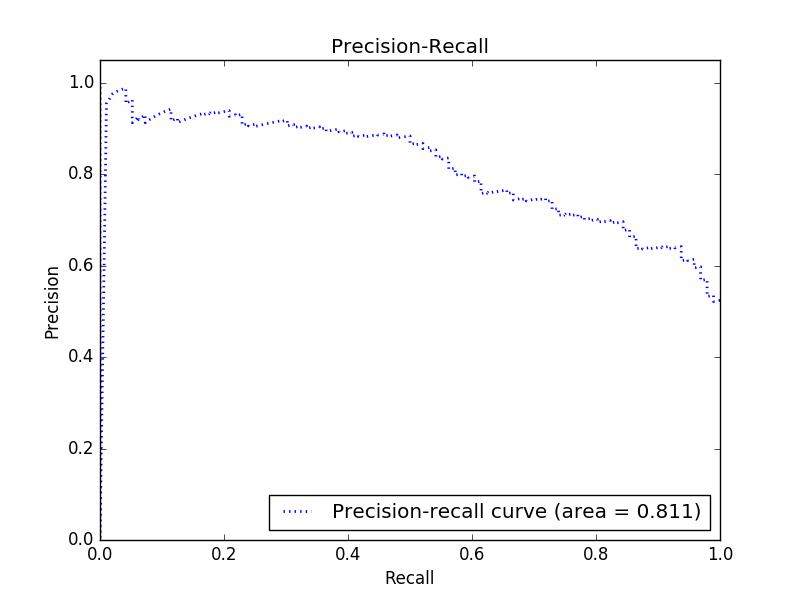 Precision-Recall
1.0
0.8
0.6
0.4
0.2
0.0
Precision
0.0 0.2 0.4 0.6 0.8 1.0
Recall
Precision-recall curve (area = 0.811)